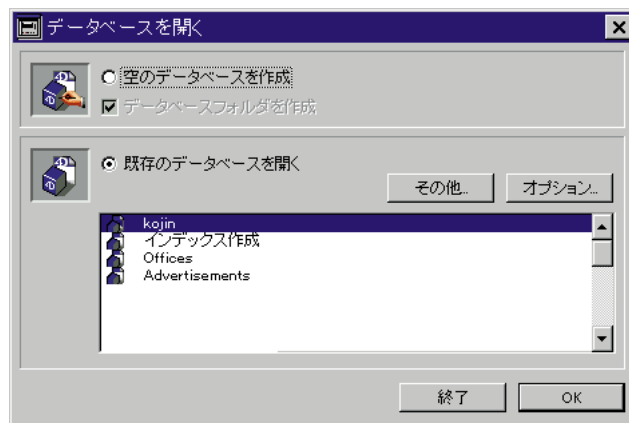 データベースを開く
空のデータベースを作成
データベースフォルダを作成
既存のデータベースを開く
その他... オプション...
kojin
インデックス作成
Offices
Advertisements
終了 OK